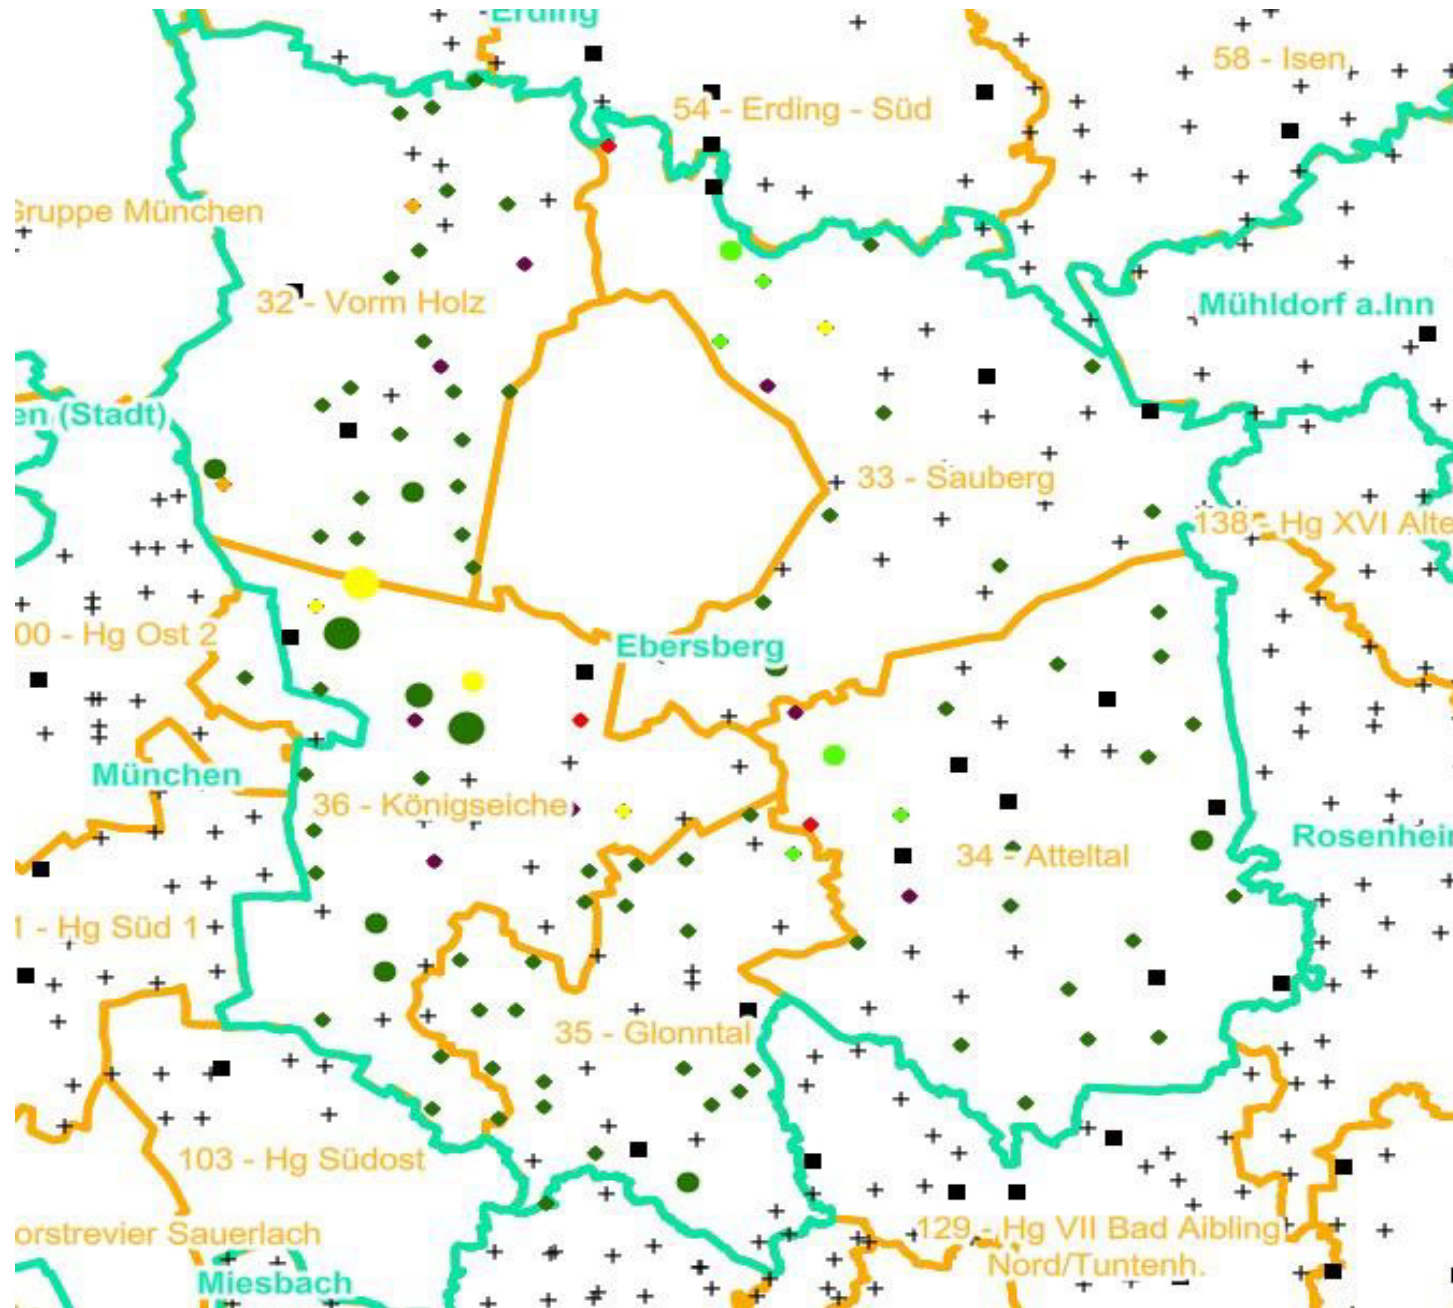 Erding
58 - Isen
54 - Erding - Süd
Gruppe München
32 - Vorm Holz
Mühldorf a.Inn
en (Stadt)
33 - Sauberg
138 - Hg XVI Alte
00 - Hg Ost 2
Ebersberg
München
36 - Königseiche
Rosenhei
34 - Atteltal
1 - Hg Süd 1
35 - Glonntal
103 - Hg Südost
orstrevier Sauerlach
129 - Hg VII Bad Aibling
Nord/Tuntenh.
Miesbach